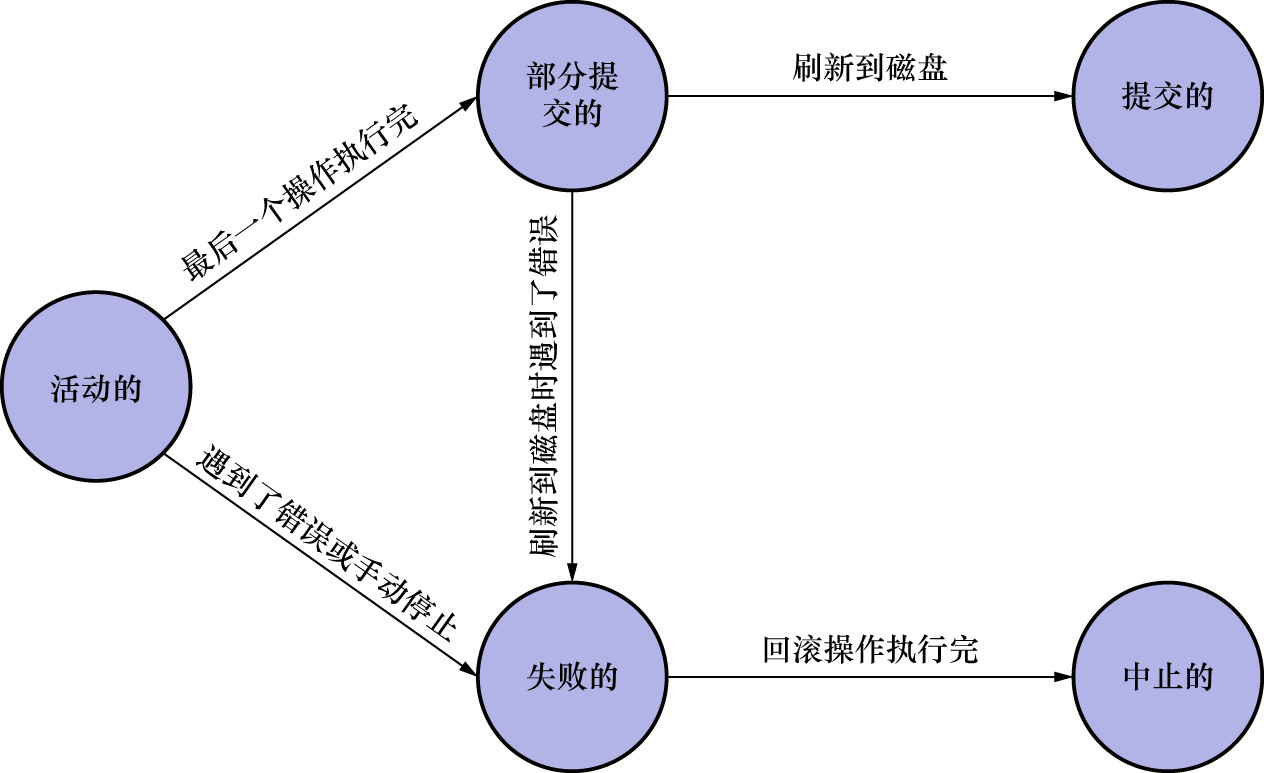 部分提
交的
刷新到磁盘
提交的
最后一个操作执行完
刷新到磁盘时遇到了错误
活动的
遇到了错误或手动停止
失败的
回滚操作执行完
中止的